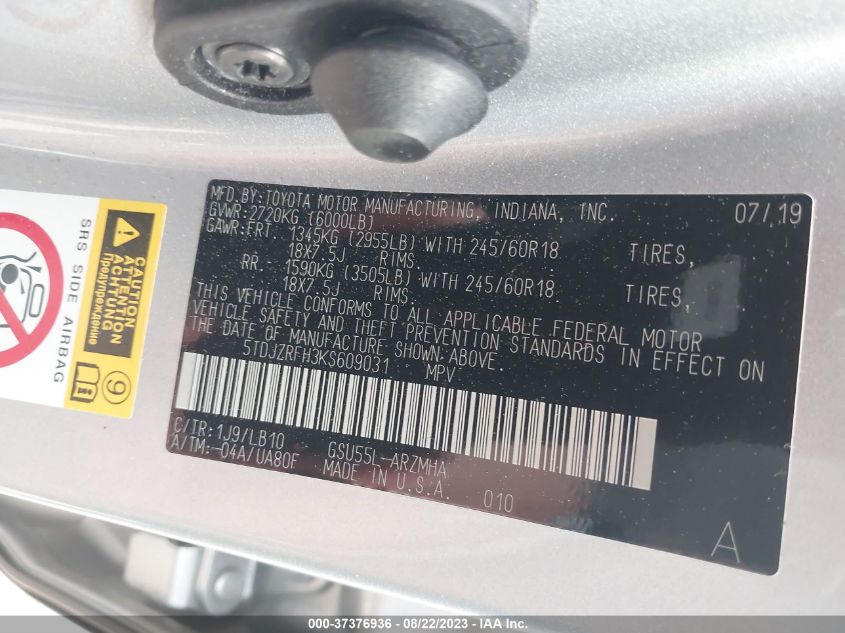 MFD.BY:TOYOTA MOTOR MANUFACTURING, INDIANA, INC. 07/19
GVWR:2720KG (6000LB)
GAWR:FRT. 1345KG (2955LB) WITH 245/60R18 TIRES,
18X7.5J RIMS.
RR. 1590KG (3505LB) WITH 245/60R18 TIRES,
18X7.5J RIMS.
THIS VEHICLE CONFORMS TO ALL APPLICABLE FEDERAL MOTOR
VEHICLE SAFETY AND THEFT PREVENTION STANDARDS IN EFFECT ON
THE DATE OF MANUFACTURE SHOWN ABOVE.
5TDJZRFH3KS609031 MPV
C/TR:1J9/LB10 GSU55L-ARZMHA
A/TM:-04A/UA80F MADE IN U.S.A. 010
A
CAUTION
ATTENTION
ACHTUNG
Предупреждение
9
SRS SIDE AIRBAG
000-37376936 - 08/22/2023 - IAA Inc.